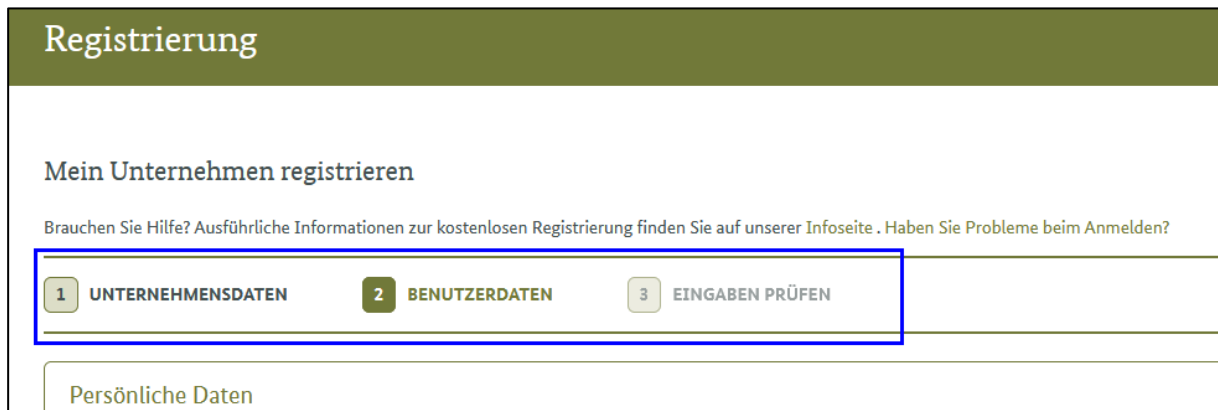 Registrierung
Mein Unternehmen registrieren
Brauchen Sie Hilfe? Ausführliche Informationen zur kostenlosen Registrierung finden Sie auf unserer Infoseite . Haben Sie Probleme beim Anmelden?
1 UNTERNEHMENSDATEN 2 BENUTZERDATEN 3 EINGABEN PRÜFEN
Persönliche Daten